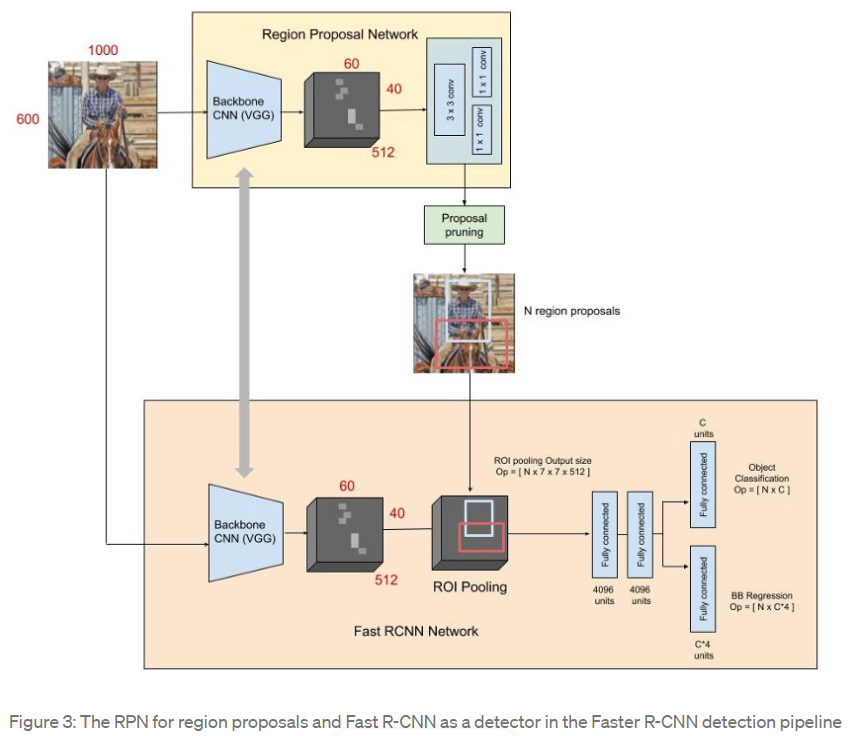 Region Proposal Network
1000
600
Backbone
CNN (VGG)
60
40
512
3 x 3 conv
1 x 1 conv
1 x 1 conv
Proposal
pruning
N region proposals
Backbone
CNN (VGG)
60
40
512
ROI Pooling
ROI pooling Output size
Op = [ N x 7 x 7 x 512 ]
Fully connected
4096
units
Fully connected
4096
units
C
units
Fully connected
Object
Classification
Op = [ N x C ]
Fully connected
C*4
units
BB Regression
Op = [ N x C*4 ]
Fast RCNN Network
Figure 3: The RPN for region proposals and Fast R-CNN as a detector in the Faster R-CNN detection pipeline